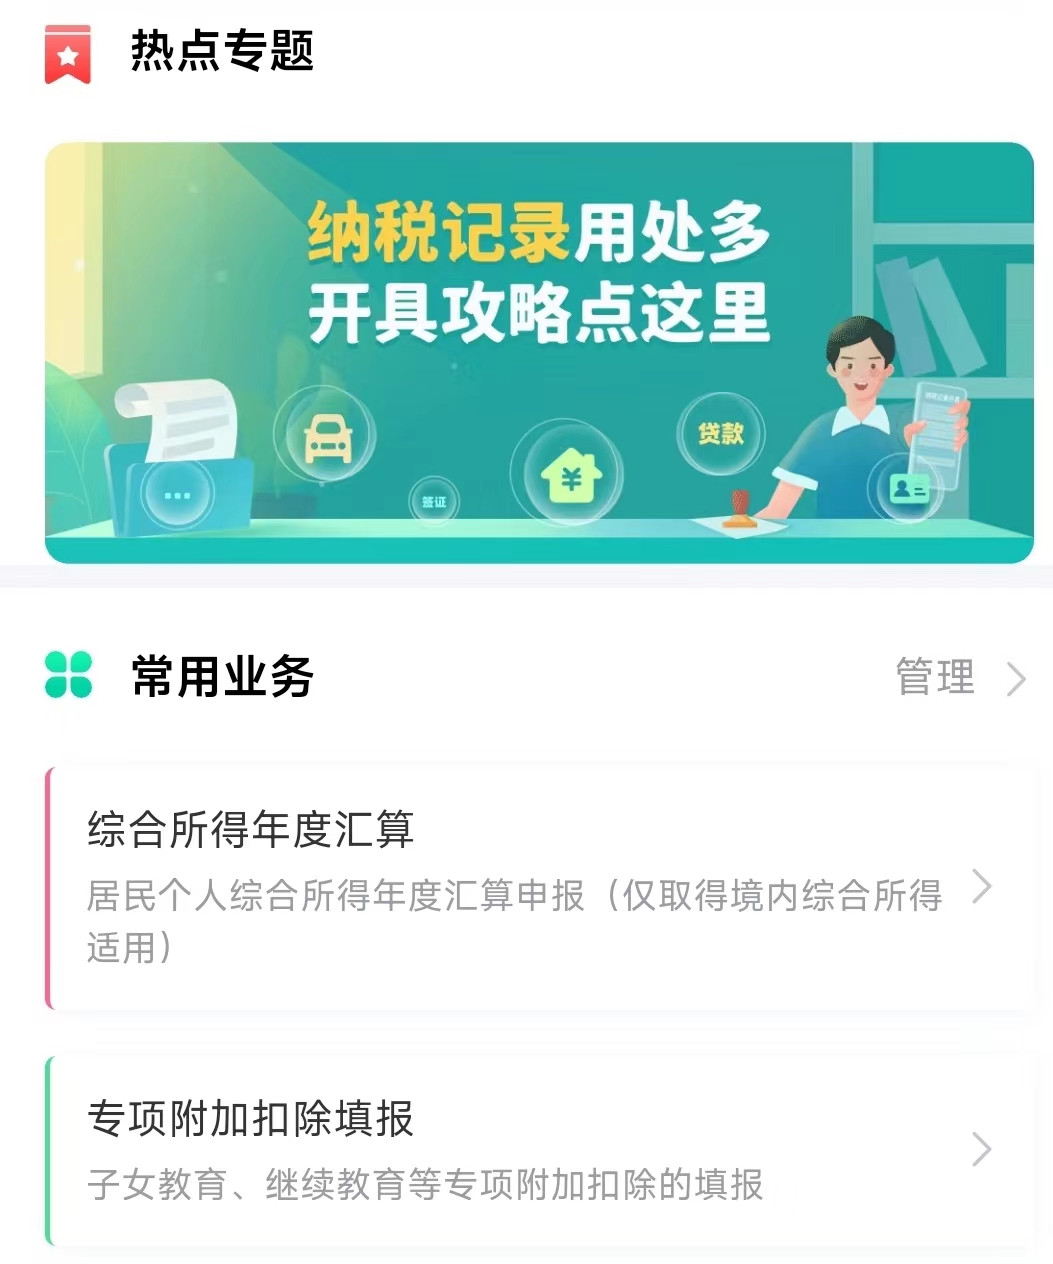 热点专题
纳税记录用处多
开具攻略点这里
贷款
签证
常用业务
管理
综合所得年度汇算
居民个人综合所得年度汇算申报（仅取得境内综合所得
适用）
专项附加扣除填报
子女教育、继续教育等专项附加扣除的填报